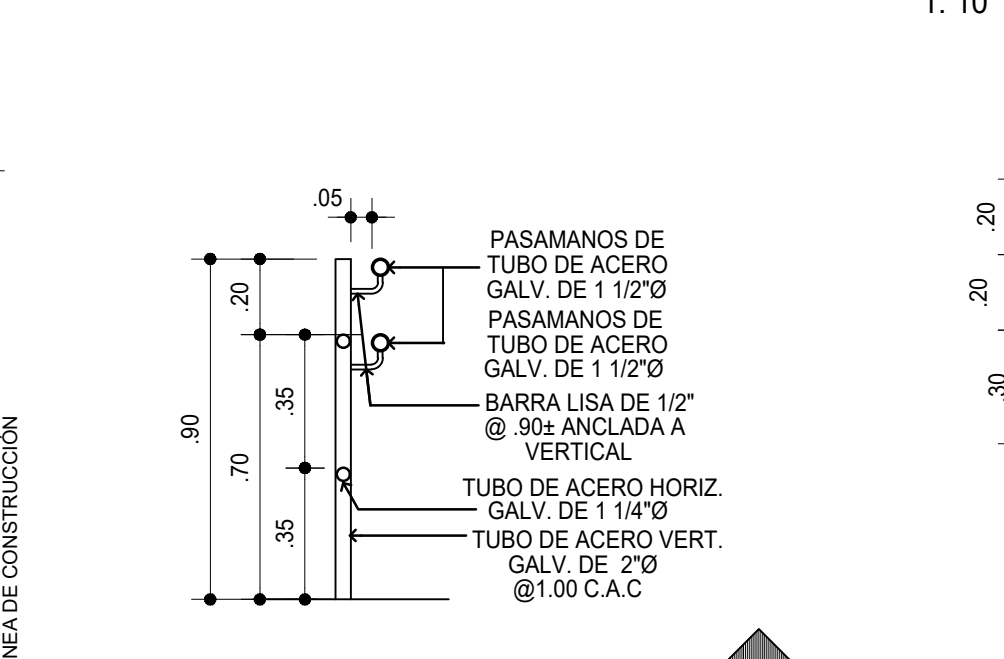 1: 10
.05
PASAMANOS DE
TUBO DE ACERO
GALV. DE 1 1/2"Ø
PASAMANOS DE
TUBO DE ACERO
GALV. DE 1 1/2"Ø
BARRA LISA DE 1/2"
@ .90± ANCLADA A
VERTICAL
TUBO DE ACERO HORIZ.
GALV. DE 1 1/4"Ø
TUBO DE ACERO VERT.
GALV. DE 2"Ø
@1.00 C.A.C
.20
.35
.90
.70
.35
.20
.20
.30
NEA DE CONSTRUCCIÓN